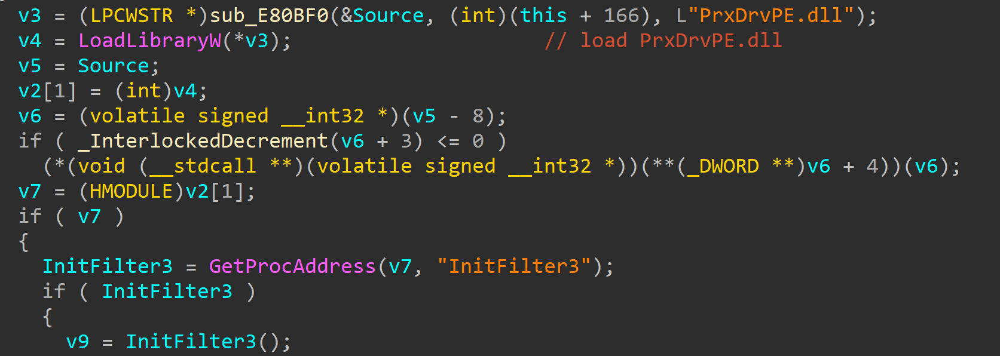 v3 = (LPCWSTR *)sub_E80BF0(&Source, (int)(this + 166), L"PrxDrvPE.dll");
v4 = LoadLibraryW(*v3);                     // load PrxDrvPE.dll
v5 = Source;
v2[1] = (int)v4;
v6 = (volatile signed __int32 *)(v5 - 8);
if ( _InterlockedDecrement(v6 + 3) <= 0 )
  (*(void (__stdcall **)(volatile signed __int32 *))(**(_DWORD **)v6 + 4))(v6);
v7 = (HMODULE)v2[1];
if ( v7 )
{
  InitFilter3 = GetProcAddress(v7, "InitFilter3");
  if ( InitFilter3 )
  {
    v9 = InitFilter3();